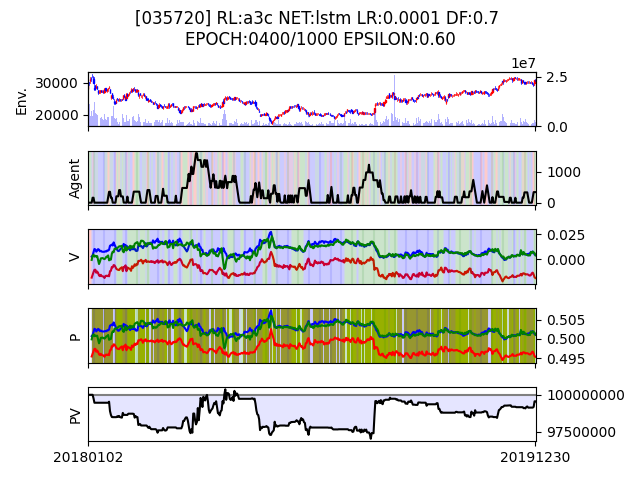 [035720] RL:a3c NET:lstm LR:0.0001 DF:0.7
EPOCH:0400/1000 EPSILON:0.60
1e7
Env.
30000
20000
2.5
0.0
Agent
1000
0
V
0.025
0.000
P
0.505
0.500
0.495
PV
100000000
97500000
20180102
20191230